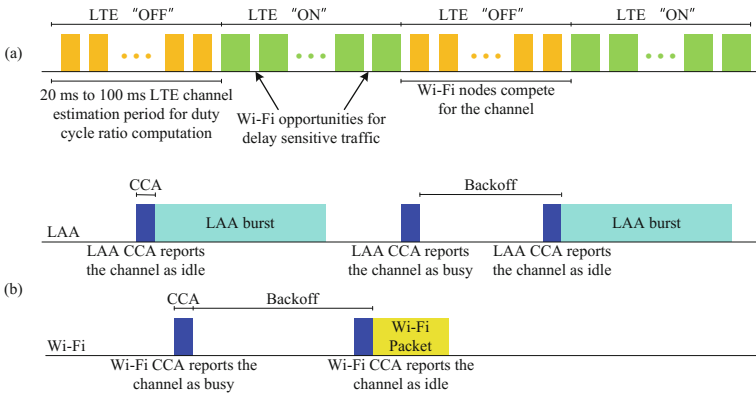 LTE “OFF”
LTE “ON”
LTE “OFF”
LTE “ON”
(a)
20 ms to 100 ms LTE channel
estimation period for duty
cycle ratio computation
Wi-Fi opportunities for
delay sensitive traffic
Wi-Fi nodes compete
for the channel
CCA
Backoff
LAA burst
LAA burst
LAA
LAA CCA reports
the channel as idle
LAA CCA reports
the channel as busy
LAA CCA reports
the channel as idle
(b)
CCA
Backoff
Wi-Fi
Packet
Wi-Fi
Wi-Fi CCA reports the
channel as busy
Wi-Fi CCA reports the
channel as idle